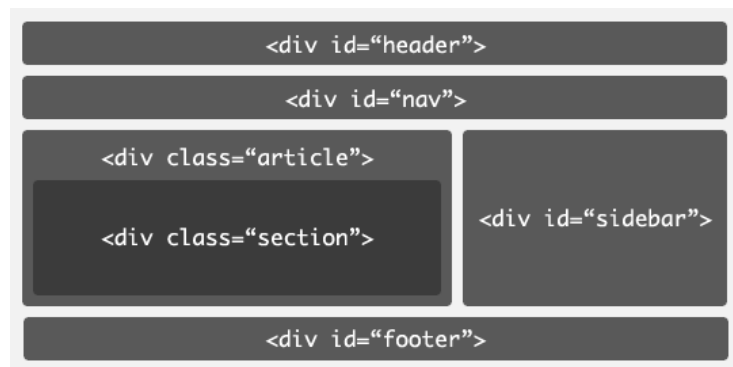 <div id=“header”>
<div id=“nav”>
<div class=“article”>
<div class=“section”>
<div id=“sidebar”>
<div id=“footer”>